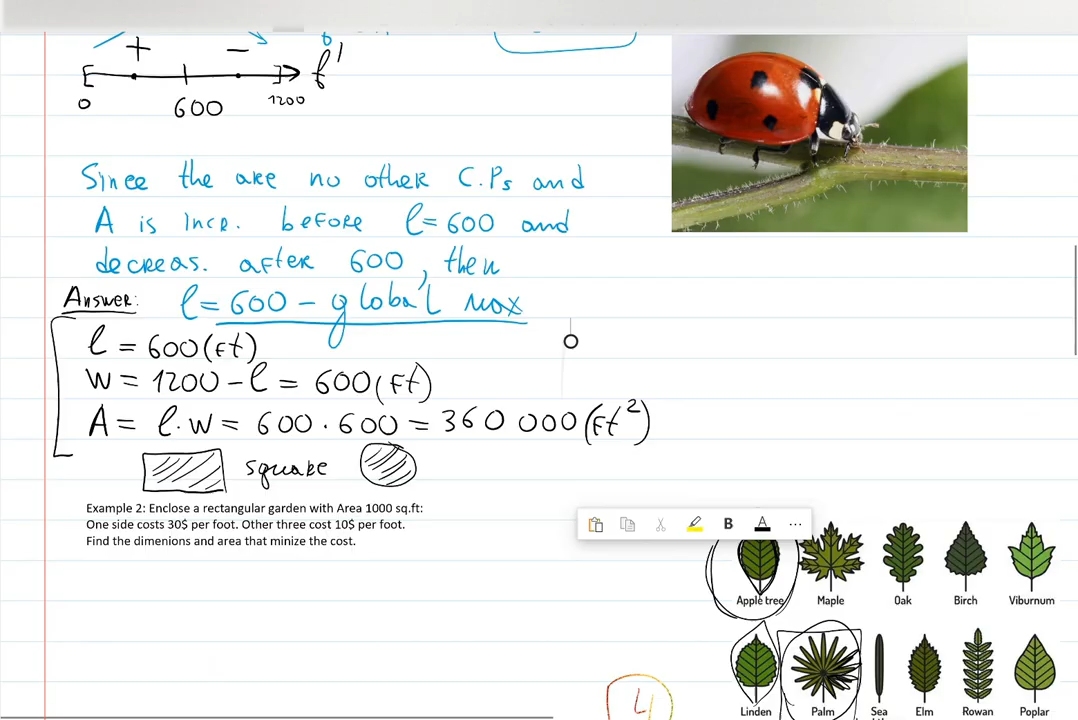 + − f'
0 600 1200
Since the are no other C.Ps and
A is Incr. before l=600 and
decreas. after 600, then
Answer: l=600 – global max
l = 600(ft)
W = 1200 - l = 600(ft)
A = l.W = 600 . 600 = 360 000 (ft²)
square
Example 2: Enclose a rectangular garden with Area 1000 sq.ft:
One side costs 30$ per foot. Other three cost 10$ per foot.
Find the dimenions and area that minize the cost.
B A ...
Apple tree Maple Oak Birch Viburnum
Linden Palm Sea Elm Rowan Poplar
4